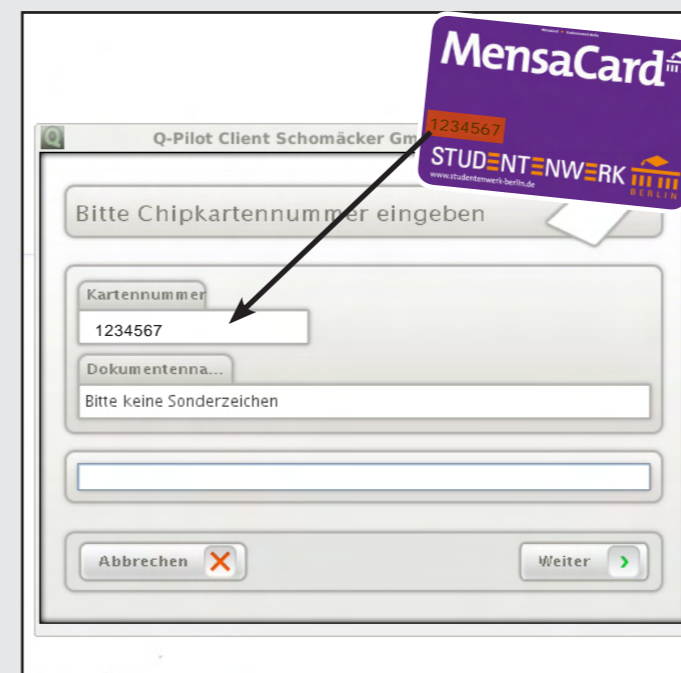 MensaCard
1234567
STUDENTENWERK
BERLIN
www.studentenwerk-berlin.de
Q-Pilot Client Schomäcker Gm
Bitte Chipkartennummer eingeben
Kartennummer
1234567
Dokumentenna...
Bitte keine Sonderzeichen
Abbrechen
Weiter